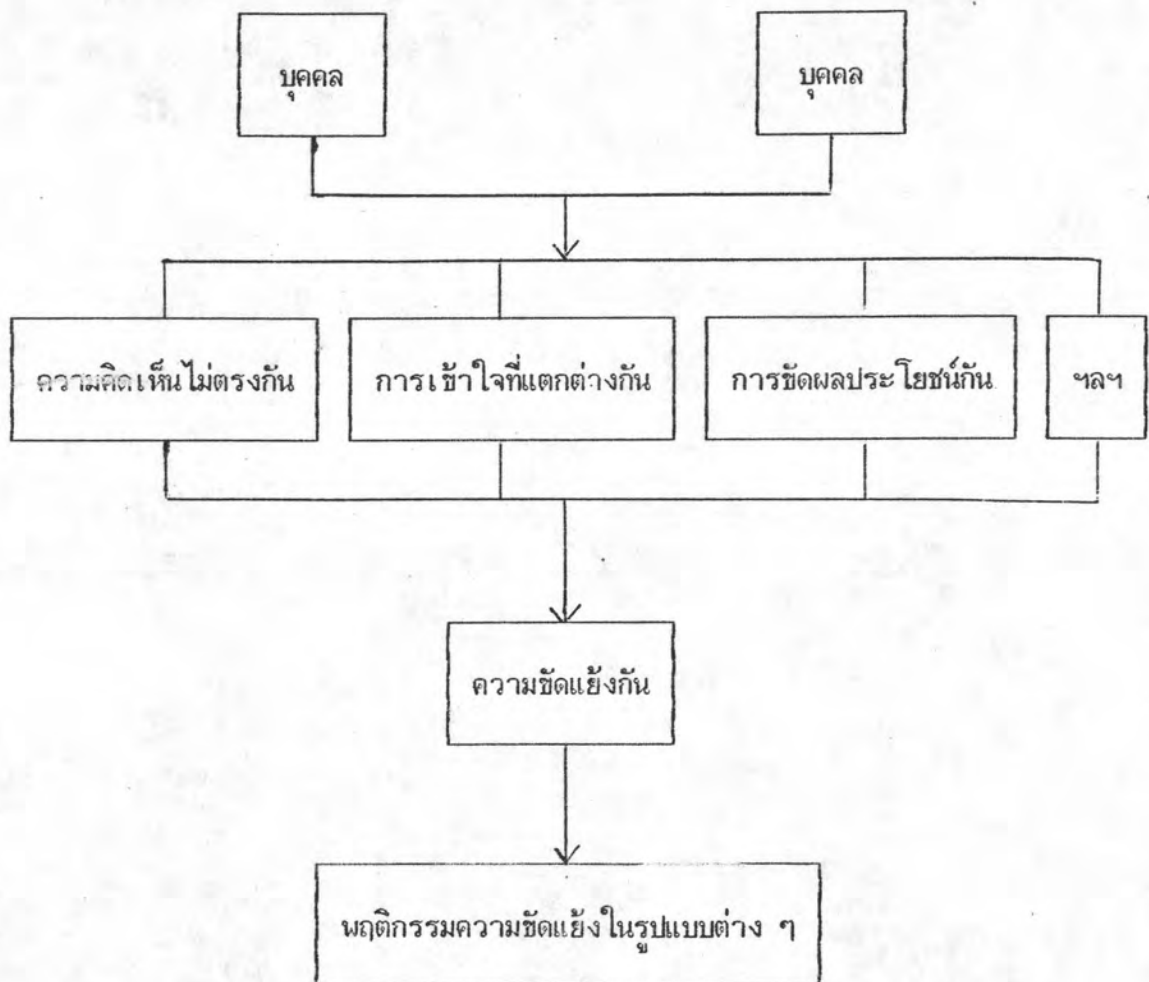 บุคคล
บุคคล
ความคิดเห็นไม่ตรงกัน
การเข้าใจที่แตกต่างกัน
การขัดผลประโยชน์กัน
ฯลฯ
ความขัดแย้งกัน
พฤติกรรมความขัดแย้งในรูปแบบต่าง ๆ